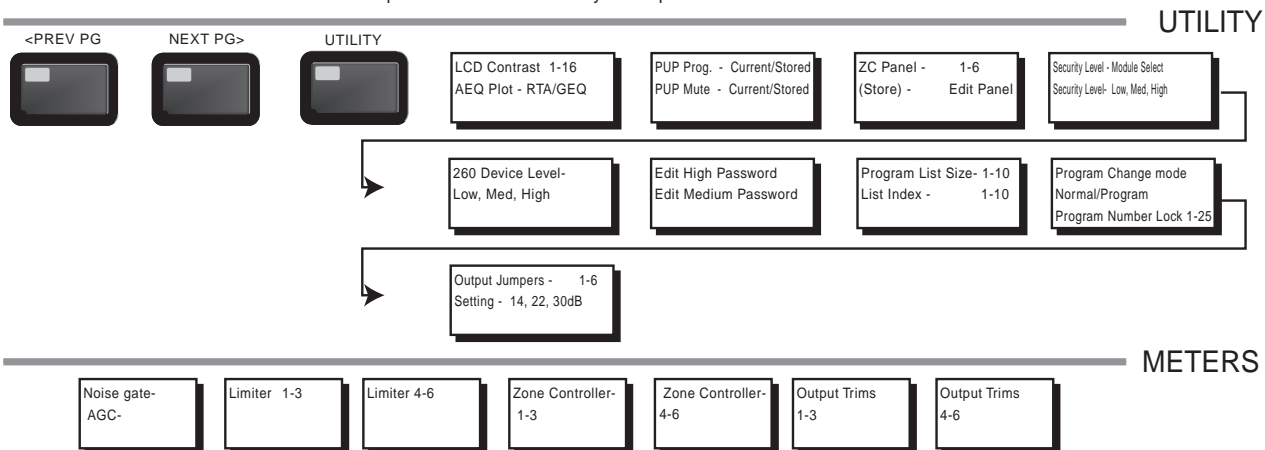 UTILITY
<PREV PG NEXT PG> UTILITY
LCD Contrast 1-16
AEQ Plot - RTA/GEQ
PUP Prog. - Current/Stored
PUP Mute - Current/Stored
ZC Panel - 1-6
(Store) - Edit Panel
Security Level - Module Select
Security Level- Low, Med, High
260 Device Level-
Low, Med, High
Edit High Password
Edit Medium Password
Program List Size- 1-10
List Index - 1-10
Program Change mode
Normal/Program
Program Number Lock 1-25
Output Jumpers - 1-6
Setting - 14, 22, 30dB
METERS
Noise gate-
AGC-
Limiter 1-3
Limiter 4-6
Zone Controller-
1-3
Zone Controller-
4-6
Output Trims
1-3
Output Trims
4-6